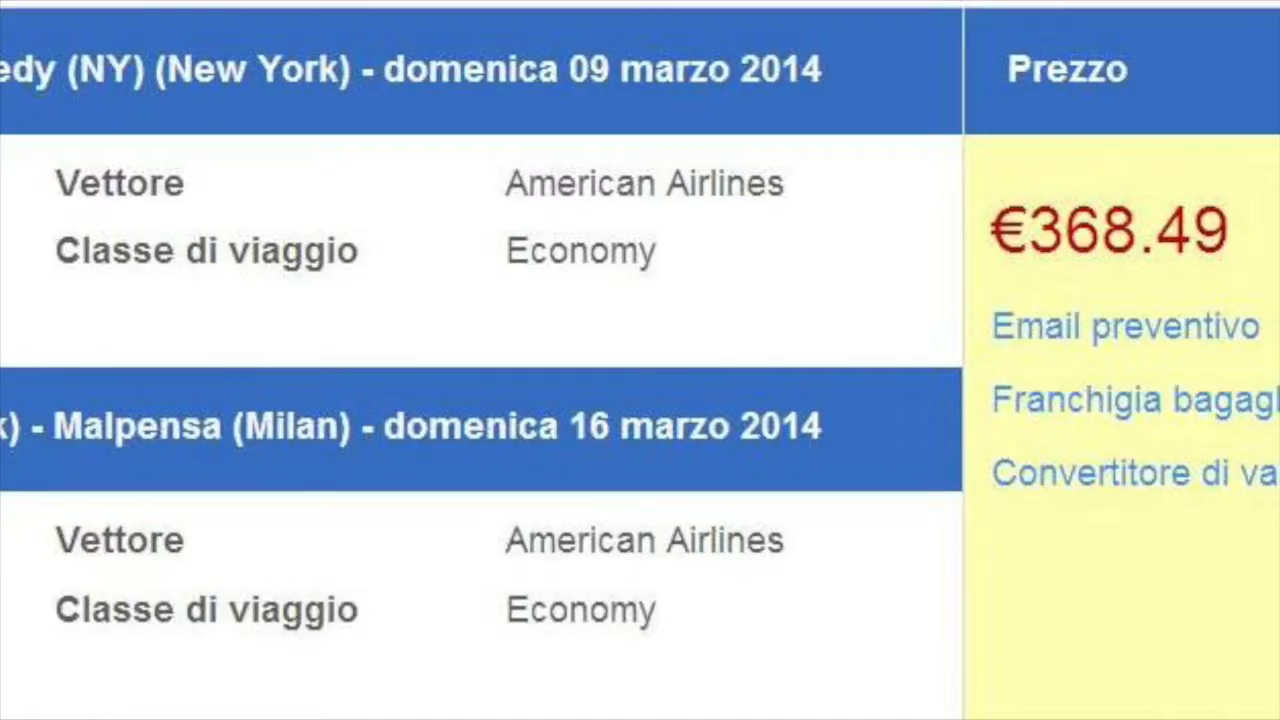 edy (NY) (New York) - domenica 09 marzo 2014
Prezzo
Vettore American Airlines
Classe di viaggio Economy
€368.49
Email preventivo
Franchigia bagagl
Convertitore di va
k) - Malpensa (Milan) - domenica 16 marzo 2014
Vettore American Airlines
Classe di viaggio Economy